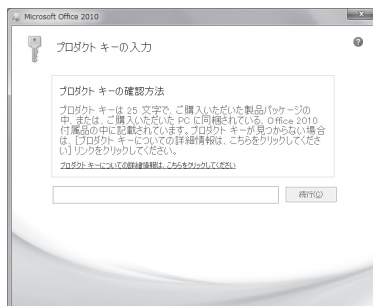 Microsoft Office 2010
プロダクト キーの入力
プロダクト キーの確認方法
プロダクト キーは 25 文字で、ご購入いただいた製品パッケージの
中、または、ご購入いただいた PC に同梱されている、Office 2010
付属品の中に記載されています。プロダクト キーが見つからない場合
は、[プロダクト キーについての詳細情報は、こちらをクリックしてくださ
い] リンクをクリックしてください。
プロダクト キーについての詳細情報は、こちらをクリックしてください
続行(C)